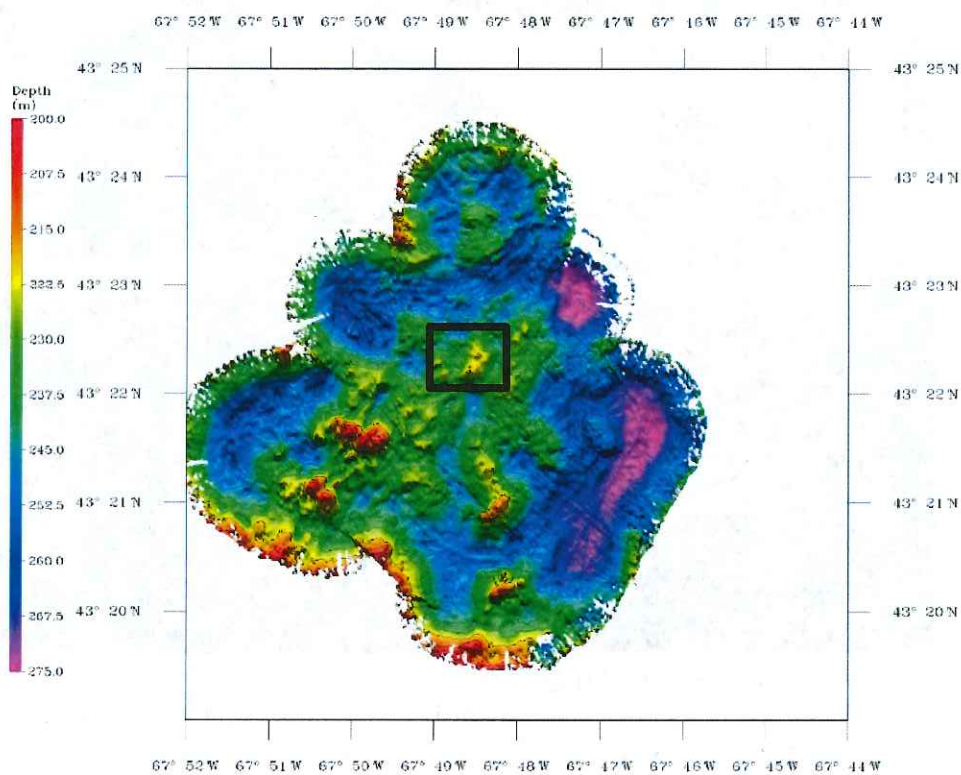 67° 52 W 67° 51 W 67° 50 W 67° 49 W 67° 48 W 67° 47 W 67° 46 W 67° 45 W 67° 44 W
43° 25 N 43° 25 N
Depth
(m)
200.0
207.5
43° 24 N 43° 24 N
215.0
222.5
43° 23 N 43° 23 N
230.0
237.5
43° 22 N 43° 22 N
245.0
252.5
43° 21 N 43° 21 N
260.0
267.5
43° 20 N 43° 20 N
275.0
67° 52 W 67° 51 W 67° 50 W 67° 49 W 67° 48 W 67° 47 W 67° 46 W 67° 45 W 67° 44 W